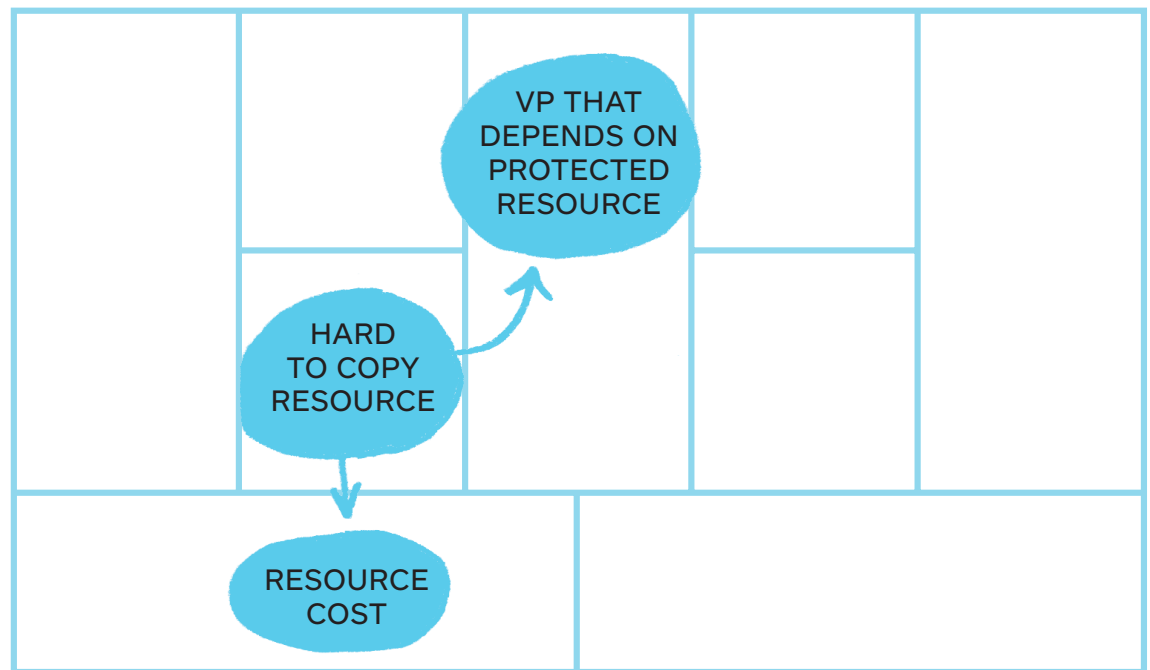 VP THAT
DEPENDS ON
PROTECTED
RESOURCE
HARD
TO COPY
RESOURCE
RESOURCE
COST